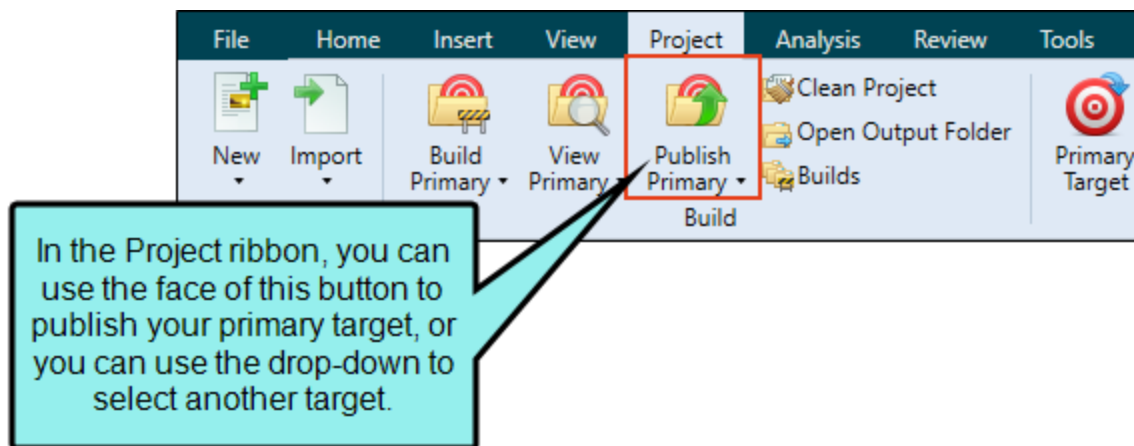 File Home Insert View Project Analysis Review Tools
New Import Build Primary View Primary Publish Primary
Clean Project
Open Output Folder
Builds
Primary Target
Build
In the Project ribbon, you can
use the face of this button to
publish your primary target, or
you can use the drop-down to
select another target.